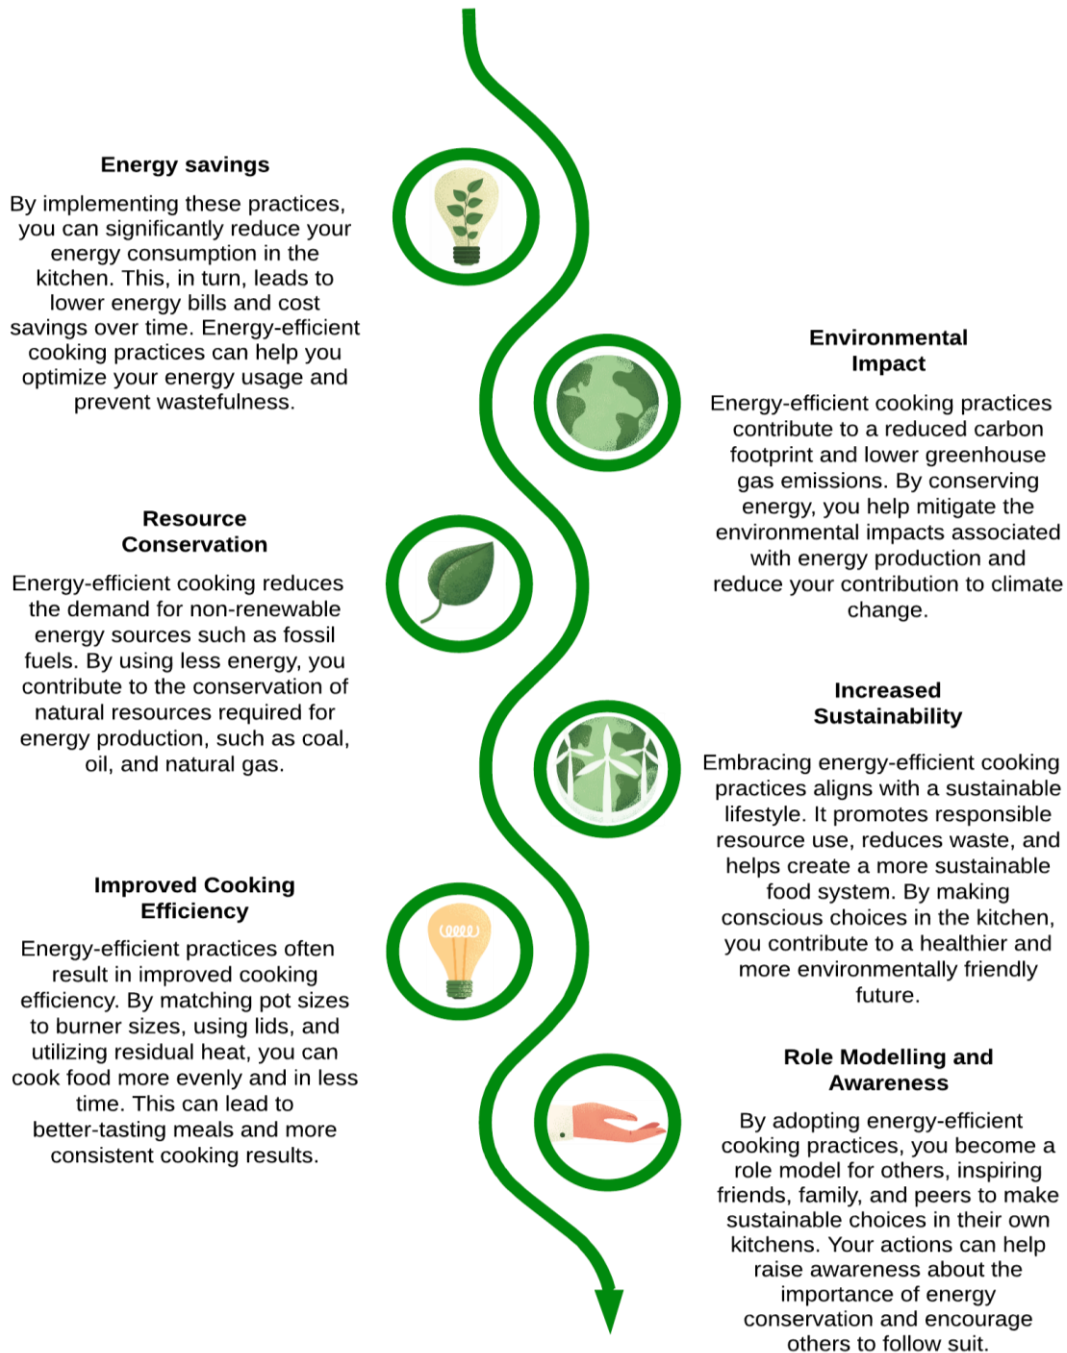 Energy savings
By implementing these practices,
you can significantly reduce your
energy consumption in the
kitchen. This, in turn, leads to
lower energy bills and cost
savings over time. Energy-efficient
cooking practices can help you
optimize your energy usage and
prevent wastefulness.
Environmental
Impact
Energy-efficient cooking practices
contribute to a reduced carbon
footprint and lower greenhouse
gas emissions. By conserving
energy, you help mitigate the
environmental impacts associated
with energy production and
reduce your contribution to climate
change.
Resource
Conservation
Energy-efficient cooking reduces
the demand for non-renewable
energy sources such as fossil
fuels. By using less energy, you
contribute to the conservation of
natural resources required for
energy production, such as coal,
oil, and natural gas.
Increased
Sustainability
Embracing energy-efficient cooking
practices aligns with a sustainable
lifestyle. It promotes responsible
resource use, reduces waste, and
helps create a more sustainable
food system. By making
conscious choices in the kitchen,
you contribute to a healthier and
more environmentally friendly
future.
Improved Cooking
Efficiency
Energy-efficient practices often
result in improved cooking
efficiency. By matching pot sizes
to burner sizes, using lids, and
utilizing residual heat, you can
cook food more evenly and in less
time. This can lead to
better-tasting meals and more
consistent cooking results.
Role Modelling and
Awareness
By adopting energy-efficient
cooking practices, you become a
role model for others, inspiring
friends, family, and peers to make
sustainable choices in their own
kitchens. Your actions can help
raise awareness about the
importance of energy
conservation and encourage
others to follow suit.